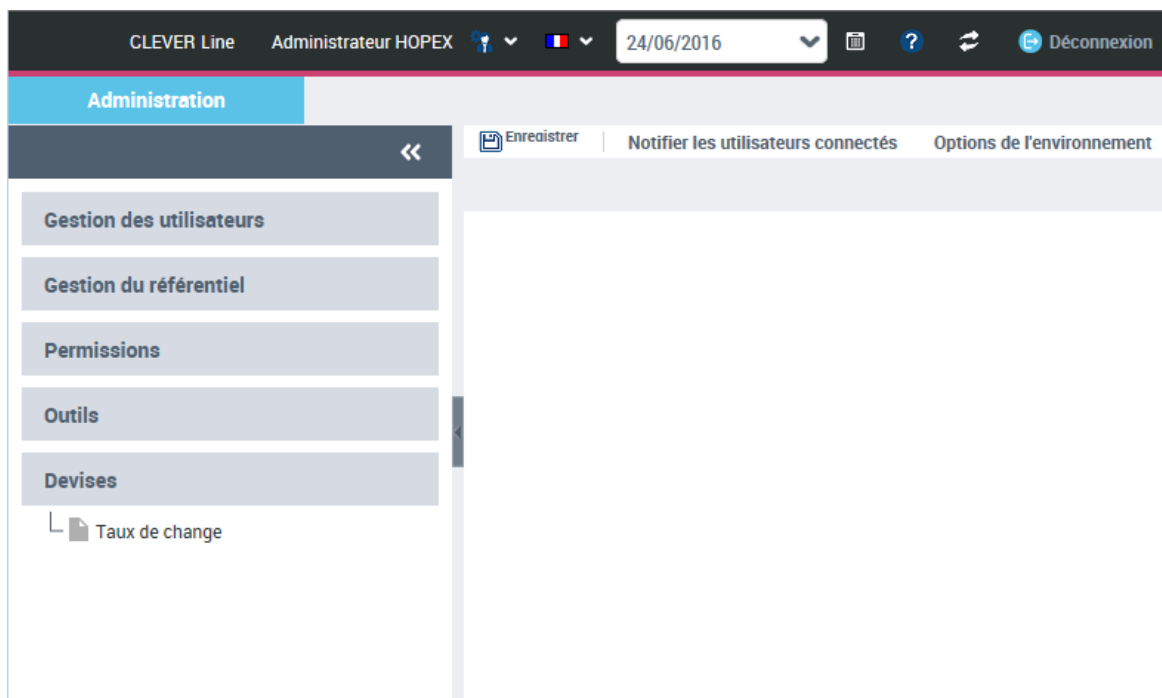 CLEVER Line Administrateur HOPEX 24/06/2016 ? Déconnexion
Administration
Enregistrer Notifier les utilisateurs connectés Options de l'environnement
Gestion des utilisateurs
Gestion du référentiel
Permissions
Outils
Devises
Taux de change